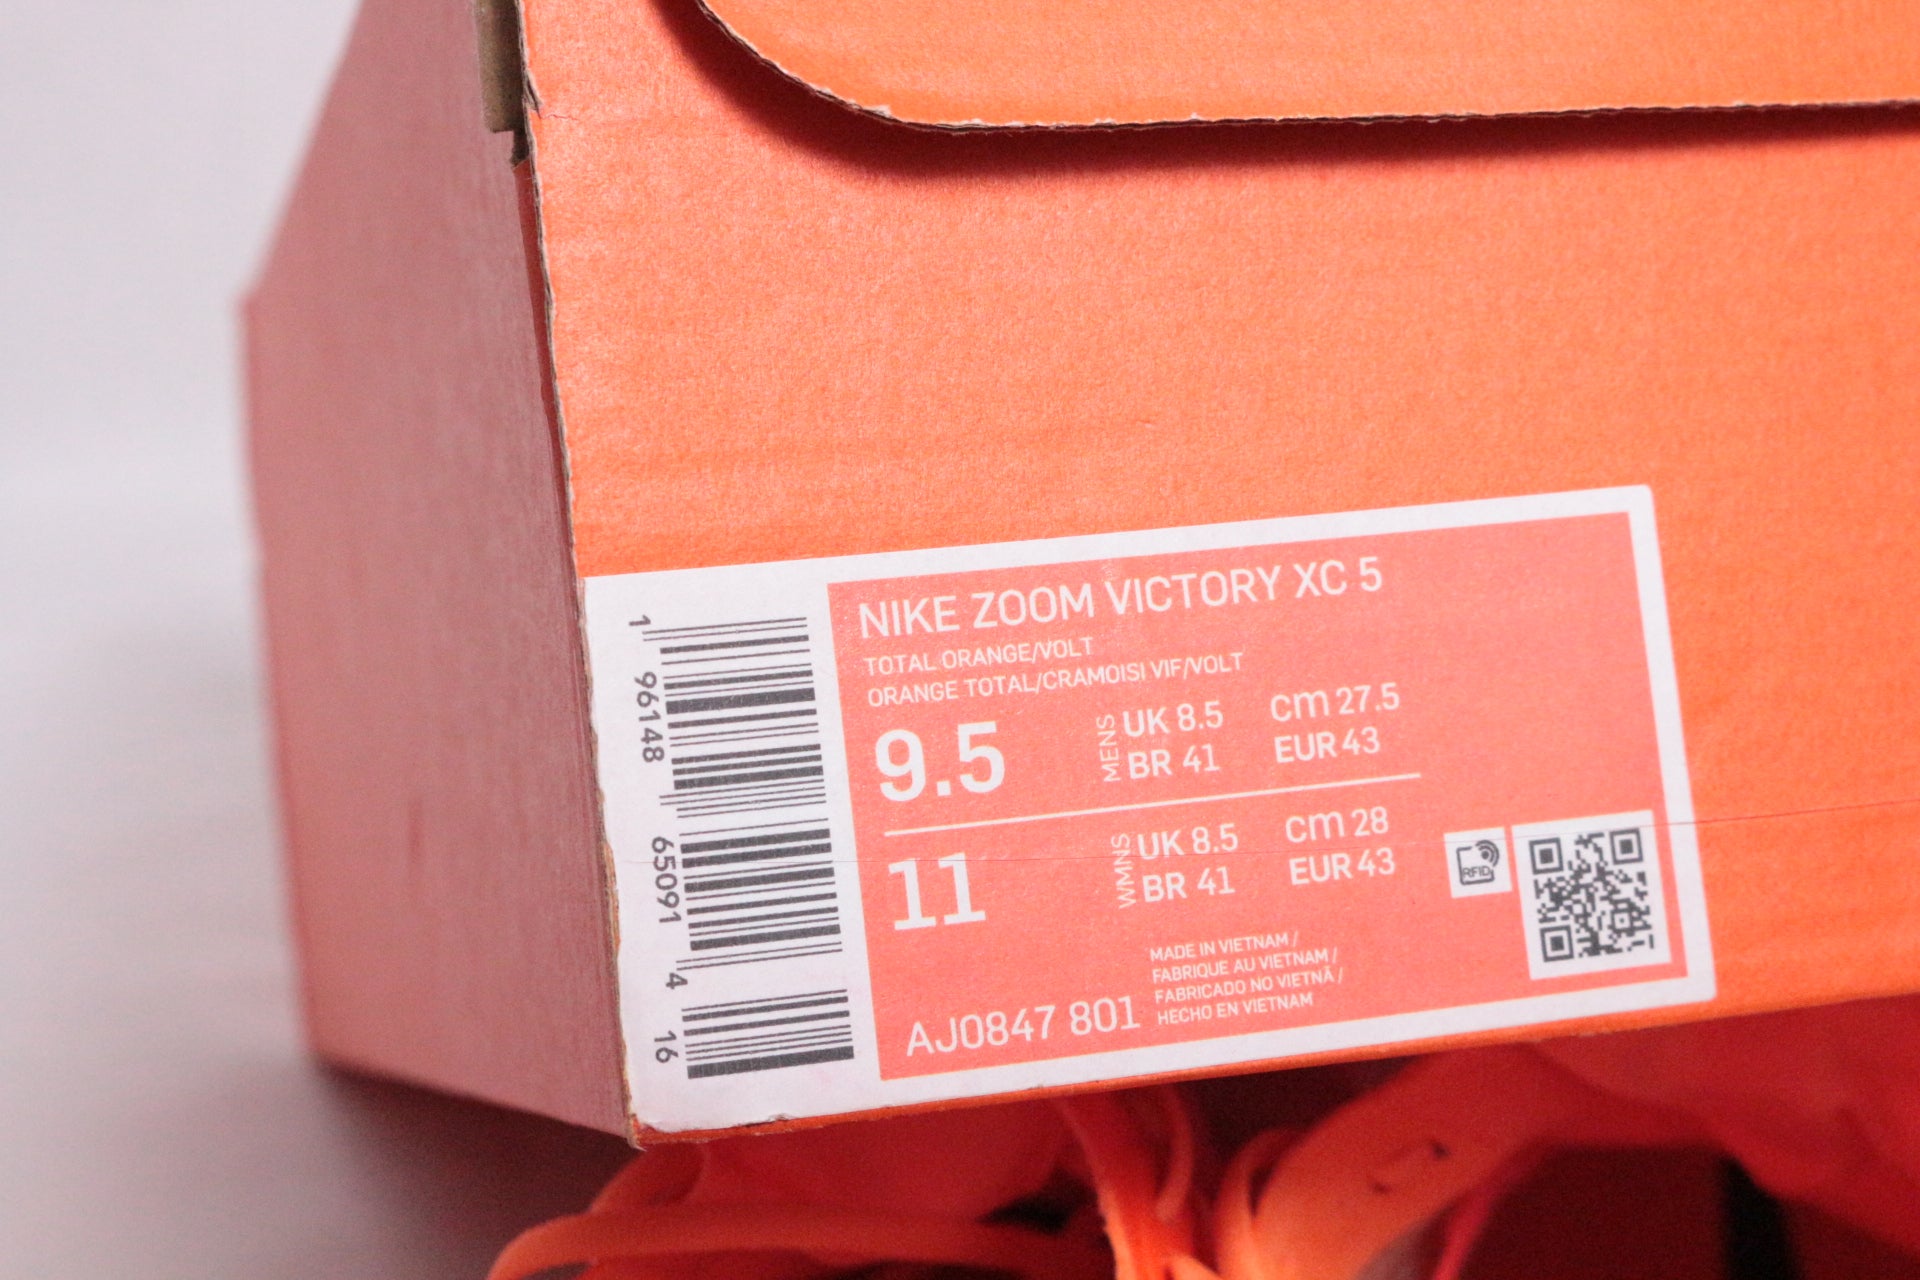 1 96148 65091 4 16
NIKE ZOOM VICTORY XC 5
TOTAL ORANGE/VOLT
ORANGE TOTAL/CRAMOISI VIF/VOLT
9.5
MENS
UK 8.5 cm 27.5
BR 41 EUR 43
11
WMNS
UK 8.5 cm 28
BR 41 EUR 43
RFID
MADE IN VIETNAM /
FABRIQUE AU VIETNAM /
FABRICADO NO VIETNÃ /
HECHO EN VIETNAM
AJ0847 801